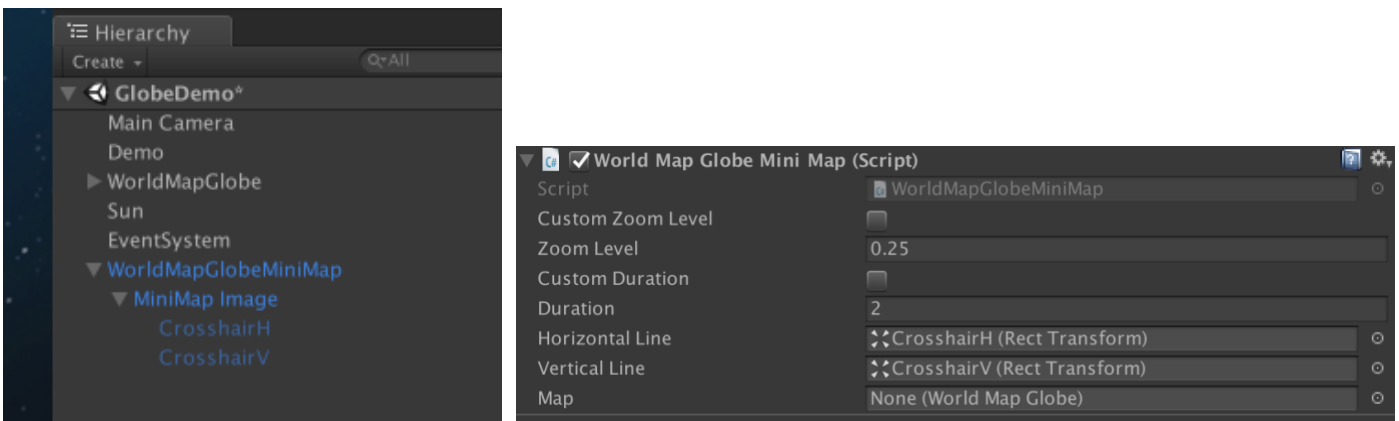 Hierarchy
Create
All
GlobeDemo*
Main Camera
Demo
WorldMapGlobe
Sun
EventSystem
WorldMapGlobeMiniMap
MiniMap Image
CrosshairH
CrosshairV
C# World Map Globe Mini Map (Script) ?
Script WorldMapGlobeMiniMap
Custom Zoom Level
Zoom Level 0.25
Custom Duration
Duration 2
Horizontal Line CrosshairH (Rect Transform)
Vertical Line CrosshairV (Rect Transform)
Map None (World Map Globe)